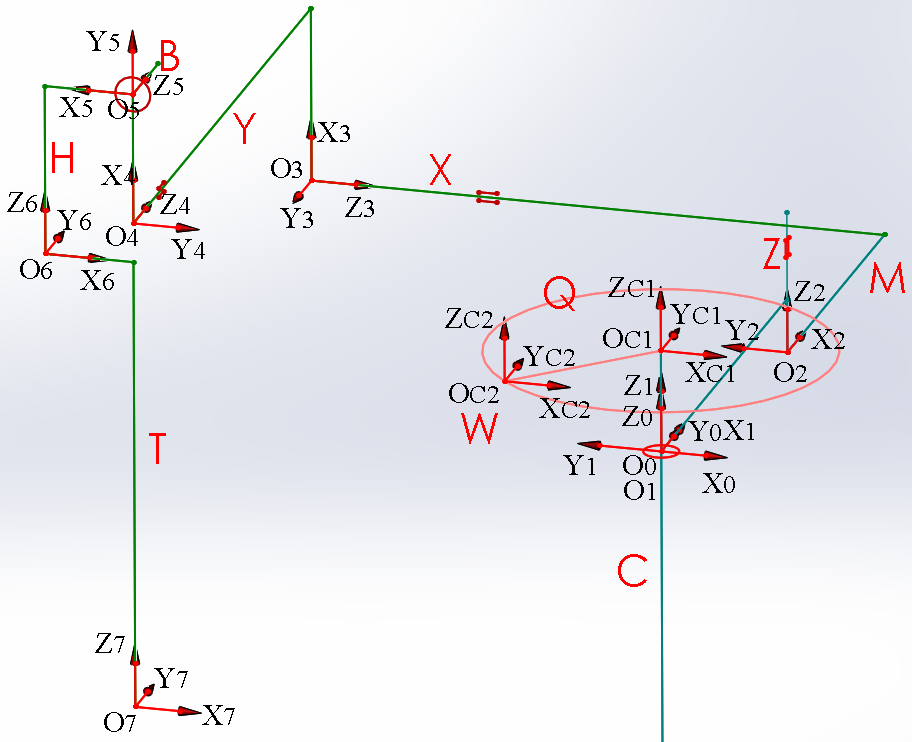 Y5
B
Z5
X5
O5
Y
H
X4
Z6
Y6
Z4
O4
Y4
O6
X6
X3
O3
Y3
Z3
X
Z
Z2
M
Q
ZC1
YC1
OC1
XC1
Y2
X2
O2
ZC2
YC2
OC2
XC2
W
Z1
Z0
Y0X1
Y1
O0
O1
X0
T
C
Z7
Y7
O7
X7